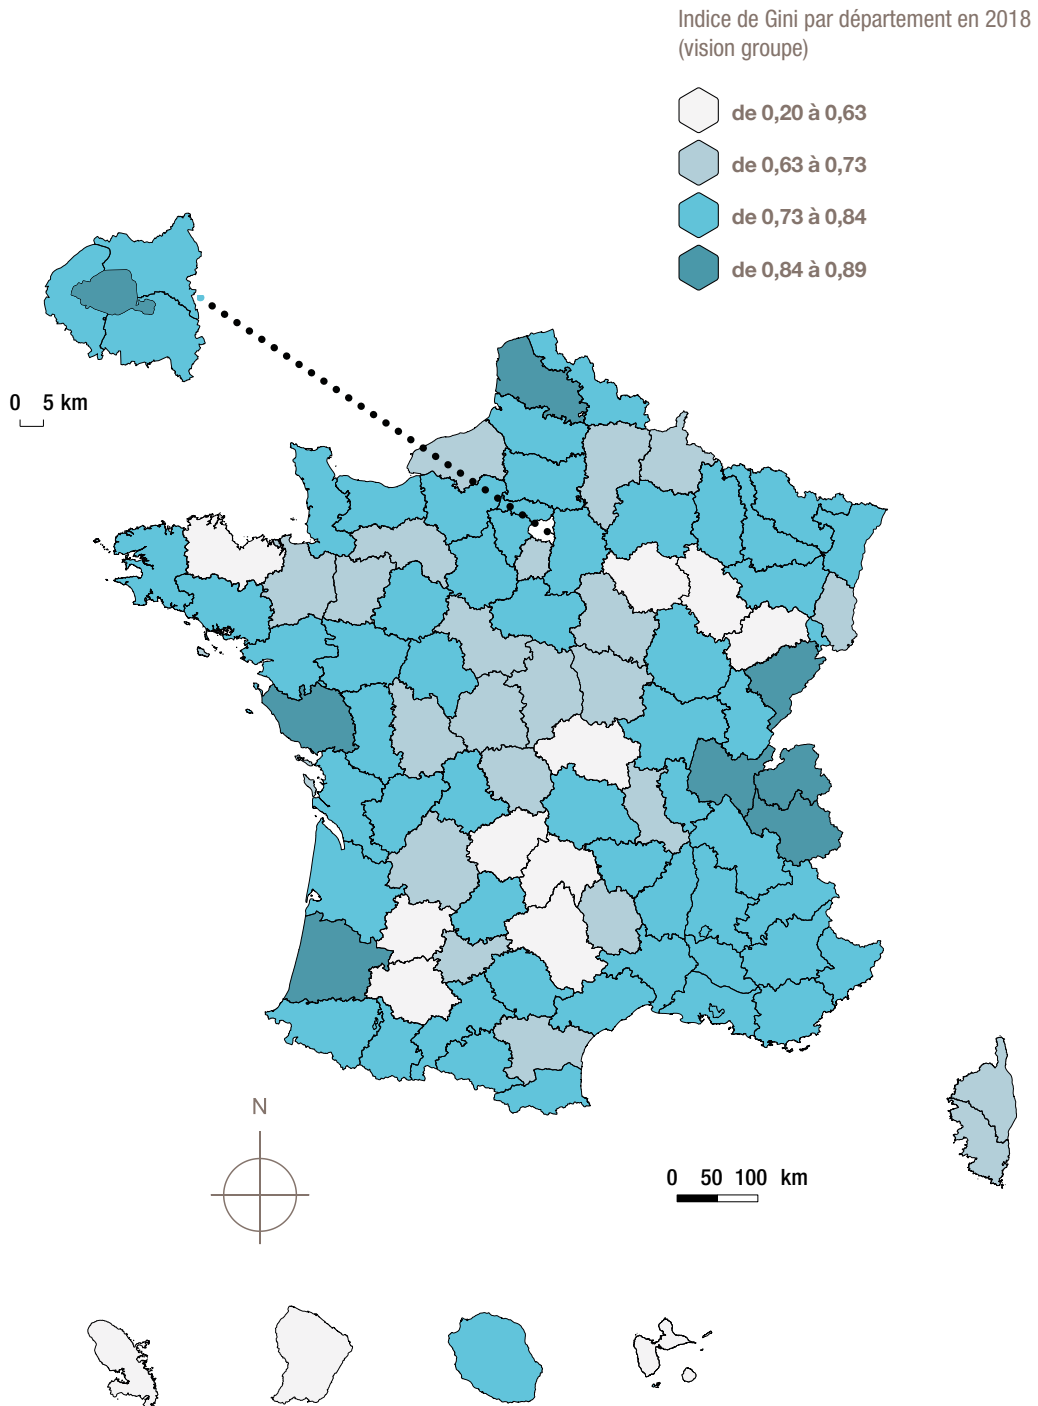 Indice de Gini par département en 2018
(vision groupe)
de 0,20 à 0,63
de 0,63 à 0,73
de 0,73 à 0,84
de 0,84 à 0,89
0 5 km
N
0 50 100 km